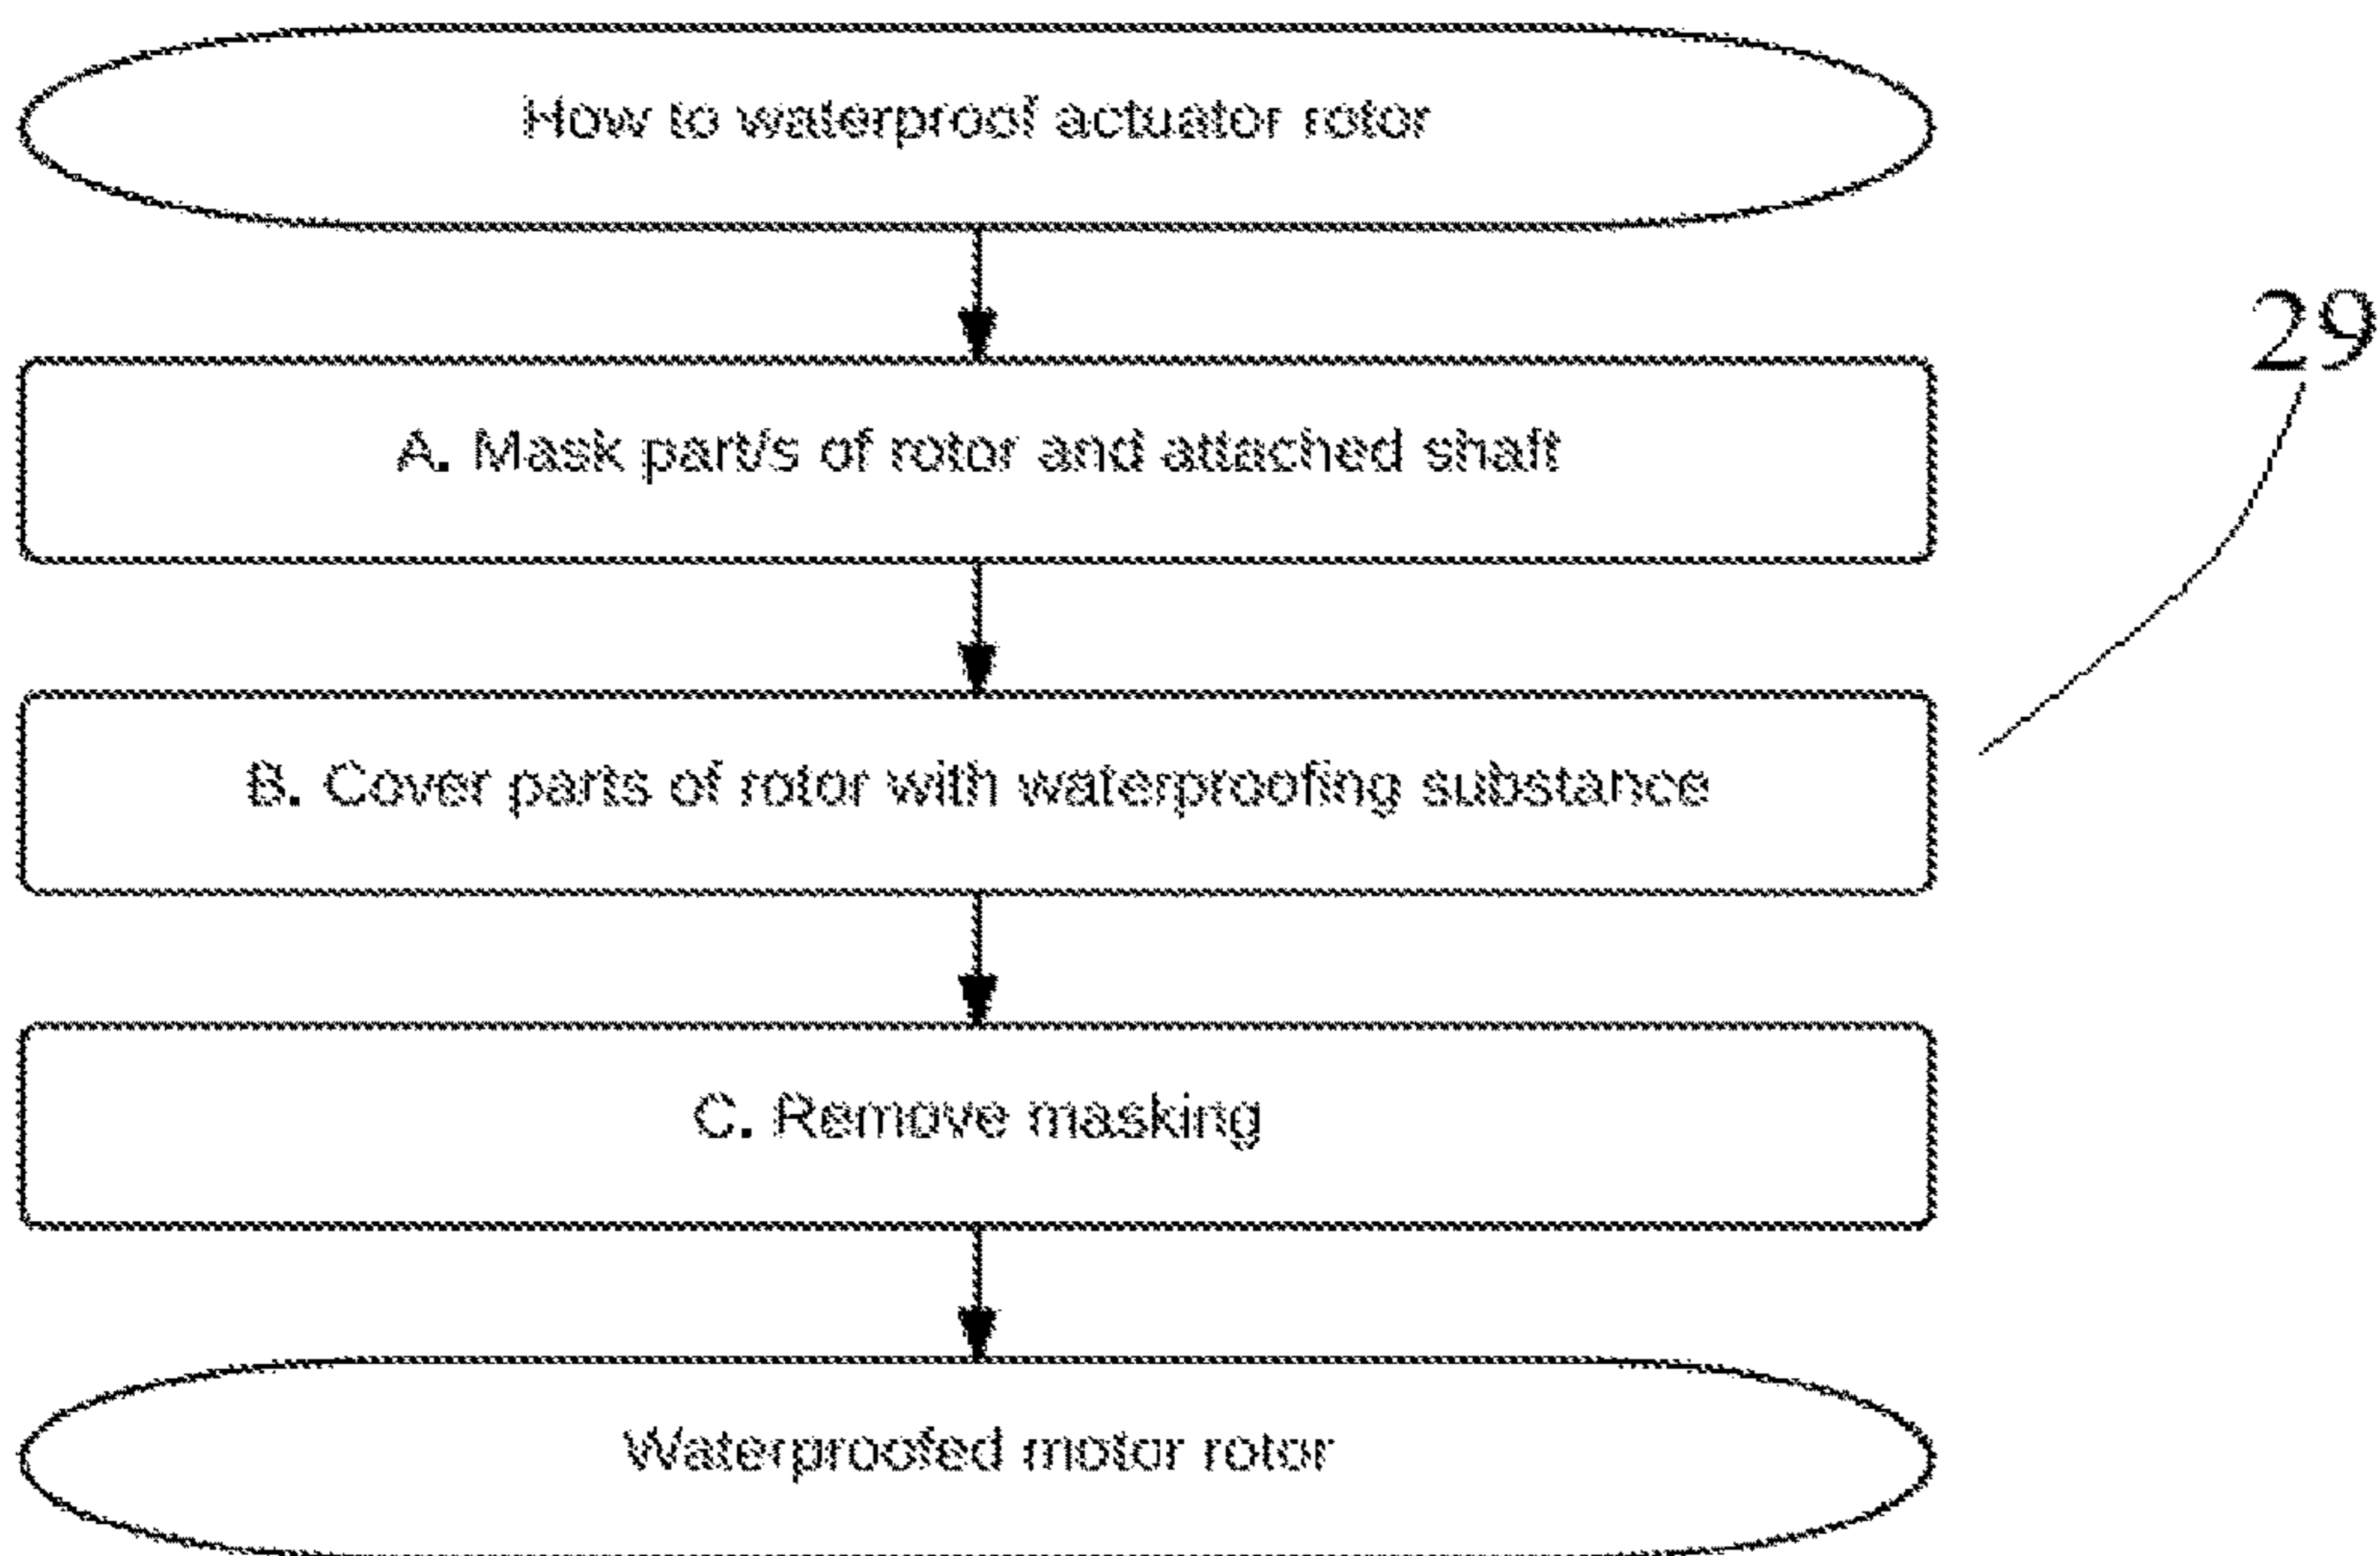 How to waterproof actuator rotor
29
A. Mask part/s of rotor and attached shaft
B. Cover parts of rotor with waterproofing substance
C. Remove masking
Waterproofed motor rotor